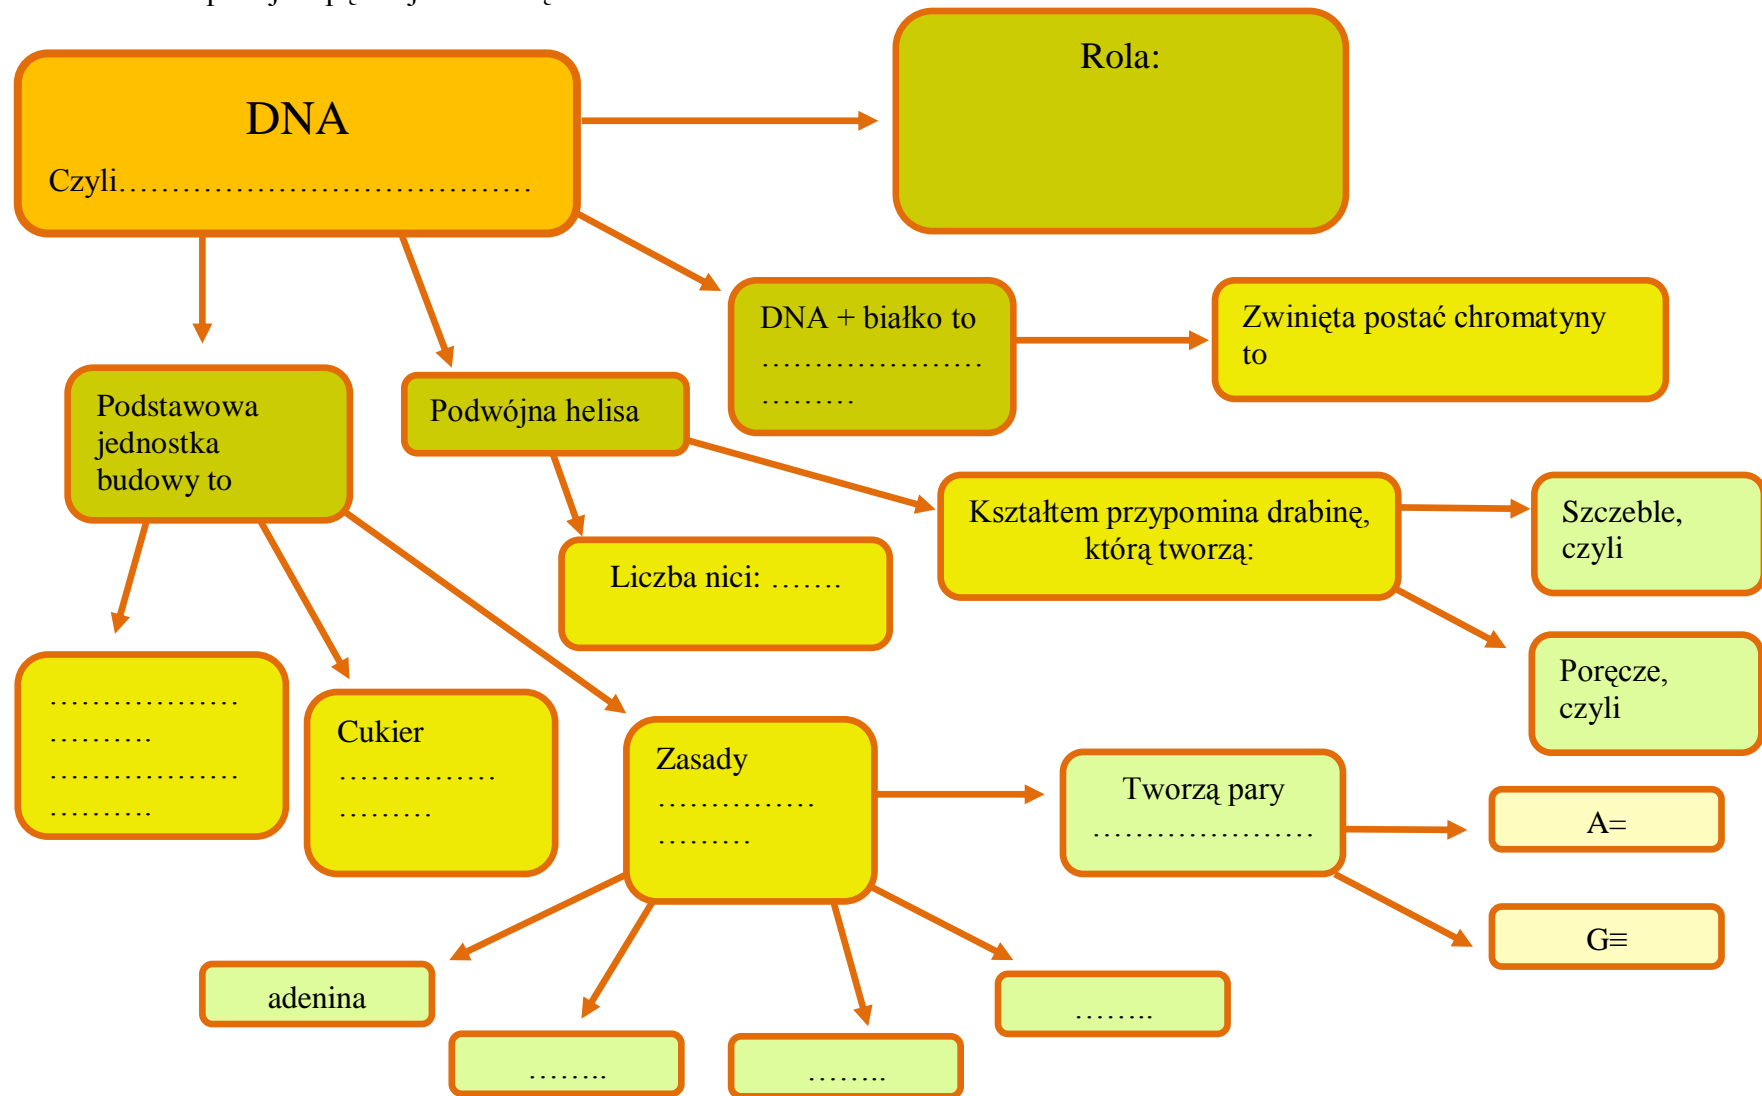 Rola:
DNA
Czyli…………………………………
DNA + białko to
…………………
………
Zwinięta postać chromatyny
to
Podstawowa
jednostka
budowy to
Podwójna helisa
Kształtem przypomina drabinę,
którą tworzą:
Szczeble,
czyli
Liczba nici: …….
Poręcze,
czyli
………………
……….
………………
……….
Cukier
……………
………
Zasady
……………
………
Tworzą pary
…………………
A=
G≡
adenina
……..
……..
……..